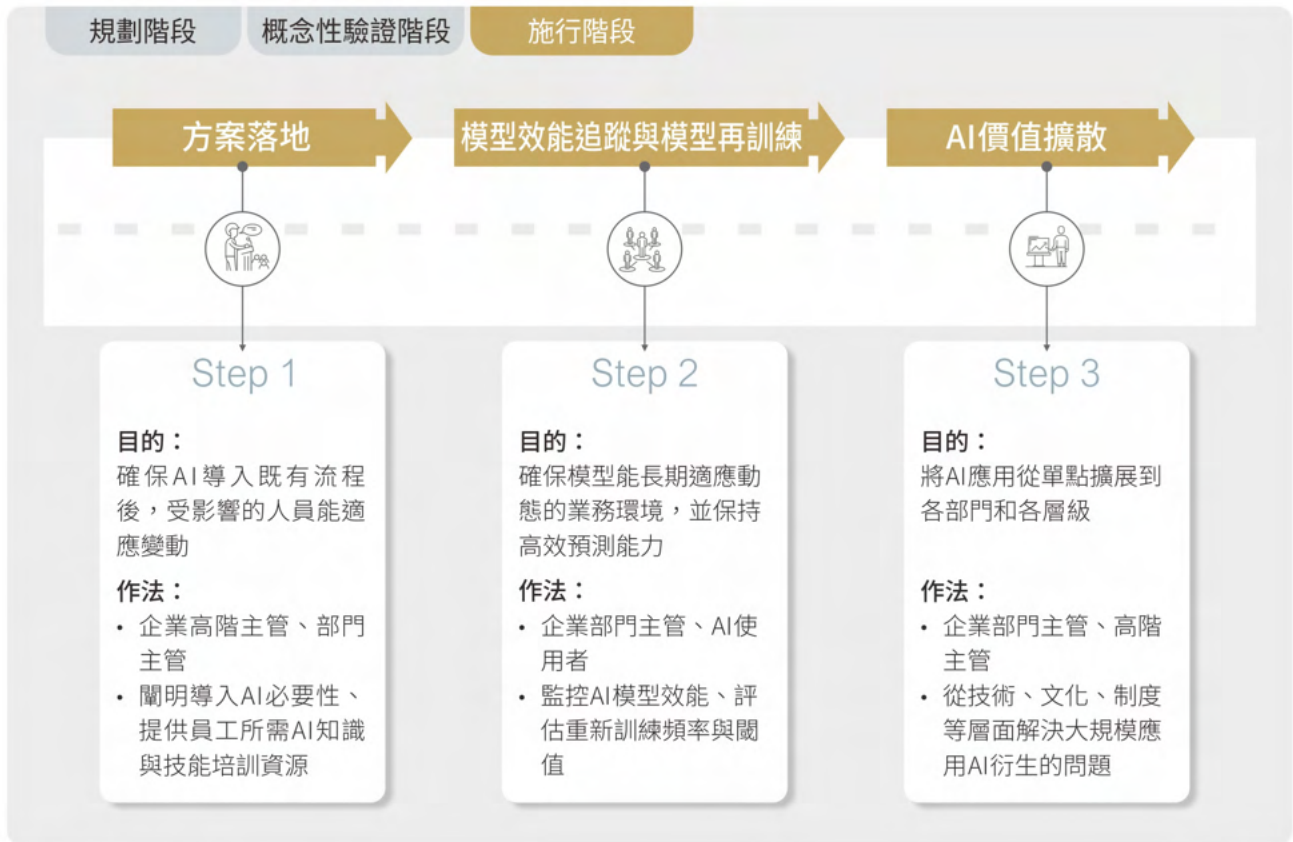 規劃階段
概念性驗證階段
施行階段
方案落地
模型效能追蹤與模型再訓練
AI價值擴散
Step 1
目的：
確保AI導入既有流程
後，受影響的人員能適
應變動
作法：
• 企業高階主管、部門
主管
• 闡明導入AI必要性、
提供員工所需AI知識
與技能培訓資源
Step 2
目的：
確保模型能長期適應動
態的業務環境，並保持
高效預測能力
作法：
• 企業部門主管、AI使
用者
• 監控AI模型效能、評
估重新訓練頻率與閾
值
Step 3
目的：
將AI應用從單點擴展到
各部門和各層級
作法：
• 企業部門主管、高階
主管
• 從技術、文化、制度
等層面解決大規模應
用AI衍生的問題